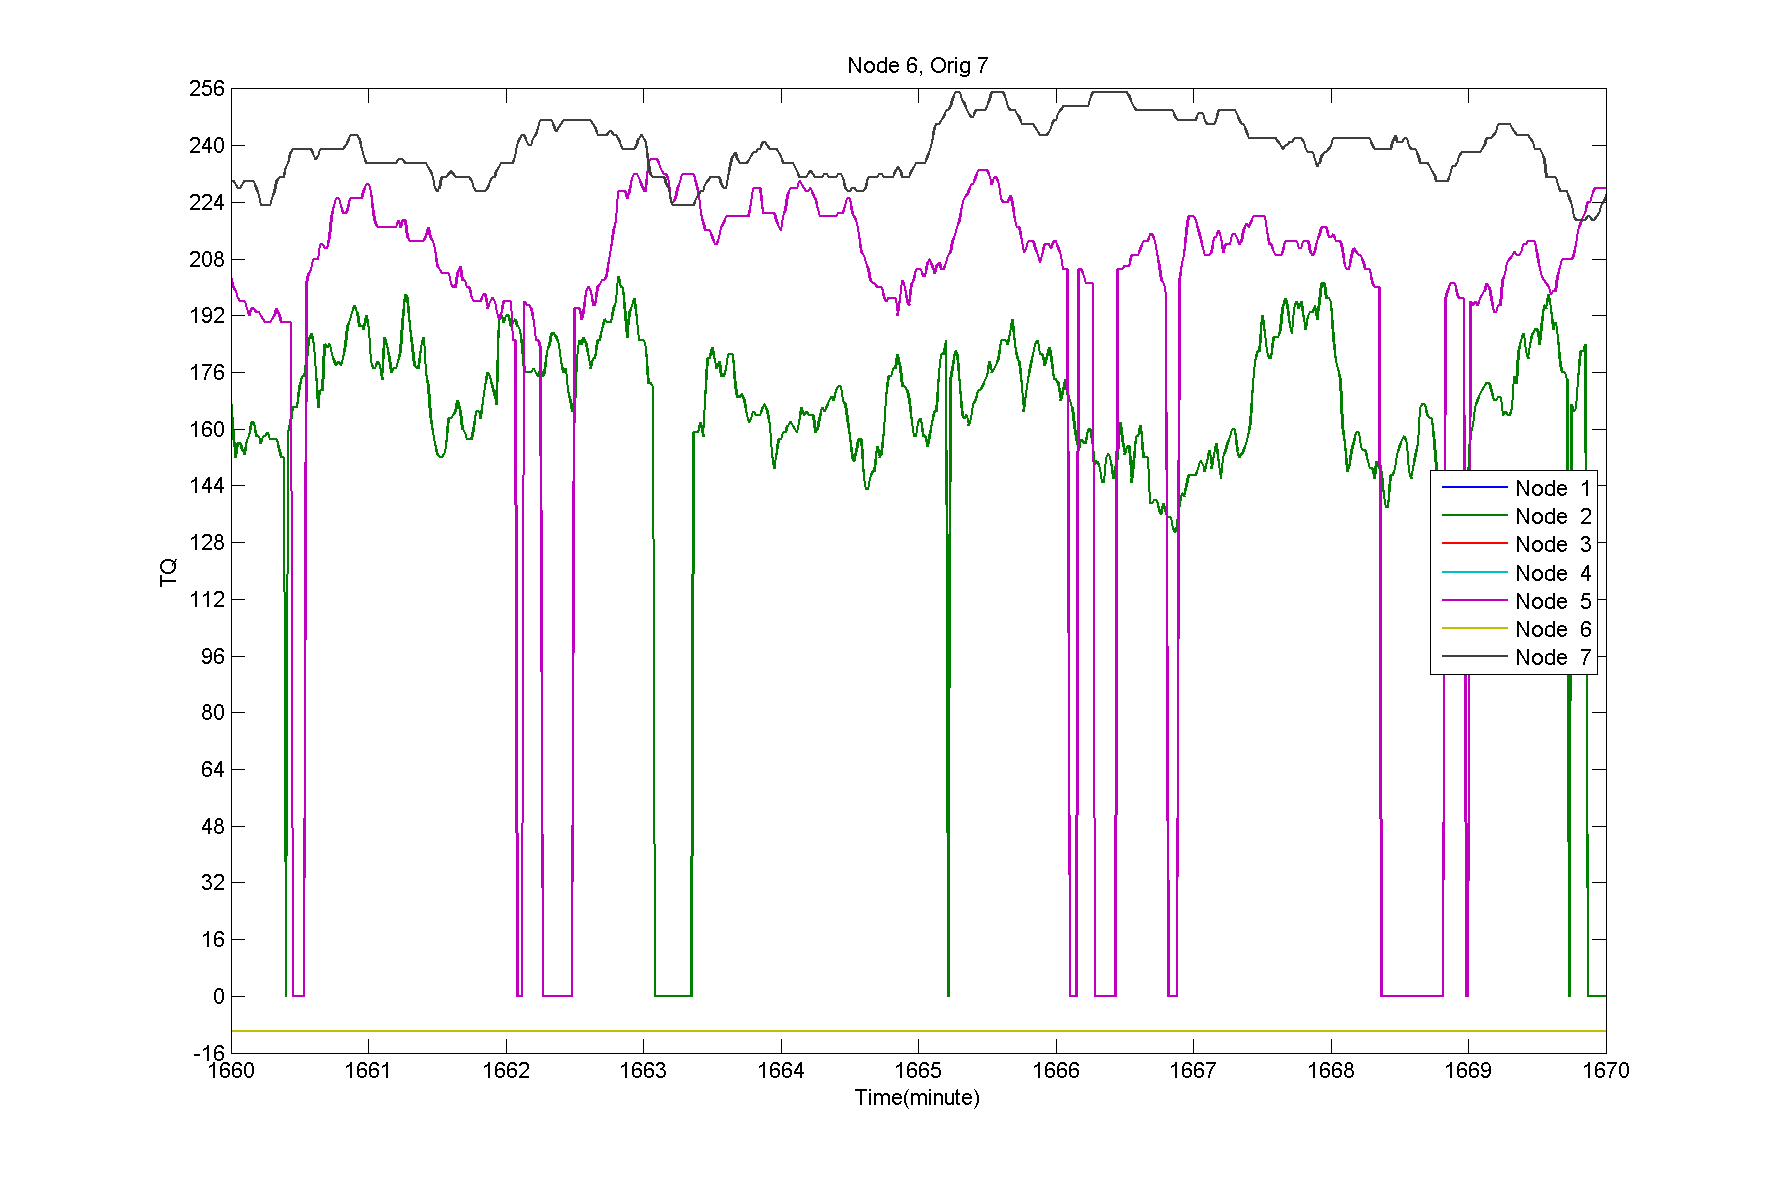 Node 6, Orig 7
256
240
224
208
192
176
160
144
128
112
96
80
64
48
32
16
0
-16
TQ
Node 1
Node 2
Node 3
Node 4
Node 5
Node 6
Node 7
1660 1661 1662 1663 1664 1665 1666 1667 1668 1669 1670
Time(minute)